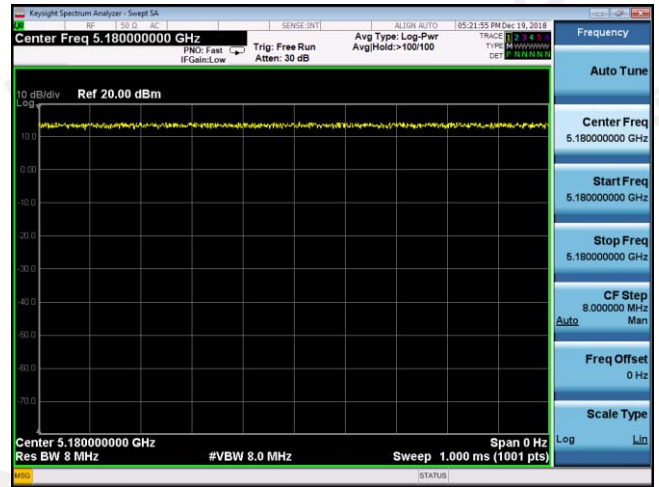 Keysight Spectrum Analyzer - Swept SA
LXI RF 50 Ω AC SENSE:INT ALIGN AUTO 05:21:55 PM Dec 19, 2018
Center Freq 5.180000000 GHz
PNO: Fast
IFGain:Low
Trig: Free Run
Atten: 30 dB
Avg Type: Log-Pwr
Avg|Hold:>100/100
TRACE 1 2 3 4 5 6
TYPE M WWWWW
DET P N N N N N
Frequency
10 dB/div Ref 20.00 dBm
Log
10.0
0.00
-10.0
-20.0
-30.0
-40.0
-50.0
-60.0
-70.0
Center 5.180000000 GHz Span 0 Hz
Res BW 8 MHz #VBW 8.0 MHz Sweep 1.000 ms (1001 pts)
MSG STATUS
Auto Tune
Center Freq
5.180000000 GHz
Start Freq
5.180000000 GHz
Stop Freq
5.180000000 GHz
CF Step
8.000000 MHz
Auto Man
Freq Offset
0 Hz
Scale Type
Log Lin